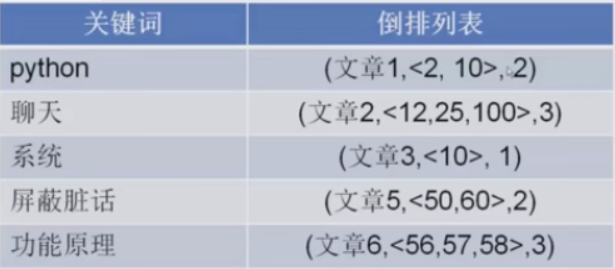 关键词 倒排列表
python (文章1,<2, 10>, 2)
聊天 (文章2,<12,25,100>,3)
系统 (文章3,<10>, 1)
屏蔽脏话 (文章5,<50,60>,2)
功能原理 (文章6,<56,57,58>,3)